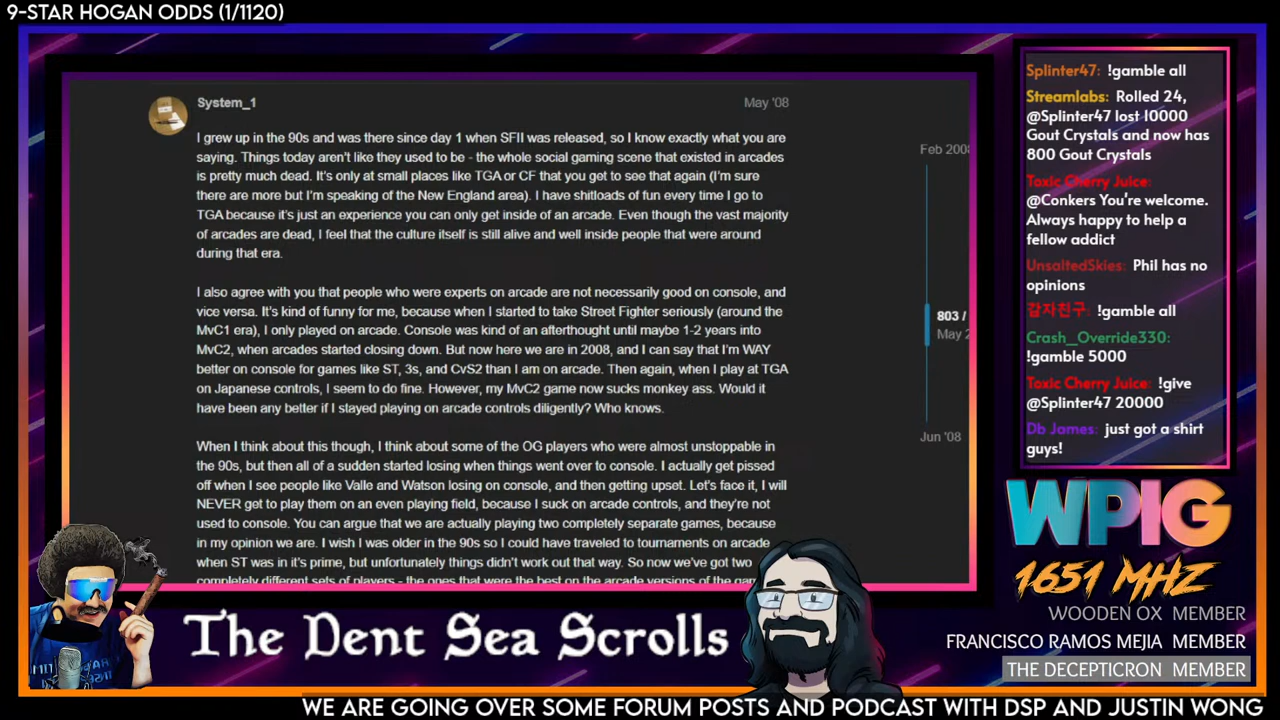 9-STAR HOGAN ODDS (1/1120)
System_1
May '08
I grew up in the 90s and was there since day 1 when SFII was released, so I know exactly what you are
saying. Things today aren't like they used to be - the whole social gaming scene that existed in arcades
is pretty much dead. It's only at small places like TGA or CF that you get to see that again (I'm sure
there are more but I'm speaking of the New England area). I have shitloads of fun every time I go to
TGA because it's just an experience you can only get inside of an arcade. Even though the vast majority
of arcades are dead, I feel that the culture itself is still alive and well inside people that were around
during that era.
I also agree with you that people who were experts on arcade are not necessarily good on console, and
vice versa. It's kind of funny for me, because when I started to take Street Fighter seriously (around the
MvC1 era), I only played on arcade. Console was kind of an afterthought until maybe 1-2 years into
MvC2, when arcades started closing down. But now here we are in 2008, and I can say that I'm WAY
better on console for games like ST, 3s, and CvS2 than I am on arcade. Then again, when I play at TGA
on Japanese controls, I seem to do fine. However, my MvC2 game now sucks monkey ass. Would it
have been any better if I stayed playing on arcade controls diligently? Who knows.
When I think about this though, I think about some of the OG players who were almost unstoppable in
the 90s, but then all of a sudden started losing when things went over to console. I actually get pissed
off when I see people like Valle and Watson losing on console, and then getting upset. Let's face it, I will
NEVER get to play them on an even playing field, because I suck on arcade controls, and they're not
used to console. You can argue that we are actually playing two completely separate games, because
in my opinion we are. I wish I was older in the 90s so I could have traveled to tournaments on arcade
when ST was in it's prime, but unfortunately things didn't work out that way. So now we've got two
completely different sets of players - the ones that were the best on the arcade versions of the
Feb 2008
803 /
May 2
Jun '08
Splinter47: !gamble all
Streamlabs: Rolled 24,
@Splinter47 lost 10000
Gout Crystals and now has
800 Gout Crystals
Toxic Cherry Juice:
@Conkers You're welcome.
Always happy to help a
fellow addict
UnsaltedSkies: Phil has no
opinions
감자친구: !gamble all
Crash_Override330:
!gamble 5000
Toxic Cherry Juice: !give
@Splinter47 20000
Db James: just got a shirt
guys!
WPIG
1651 MHZ
WOODEN OX MEMBER
FRANCISCO RAMOS MEJIA MEMBER
THE DECEPTICRON MEMBER
The Dent Sea Scrolls
WE ARE GOING OVER SOME FORUM POSTS AND PODCAST WITH DSP AND JUSTIN WONG